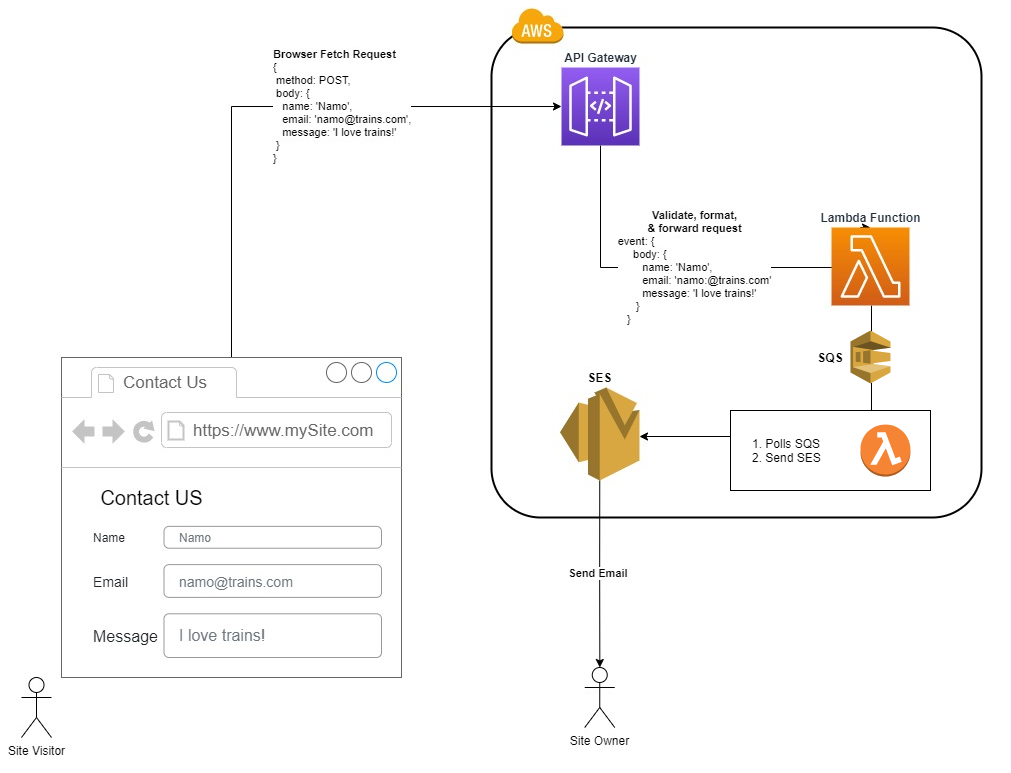 AWS
Browser Fetch Request
{
method: POST,
body: {
name: 'Namo',
email: 'namo@trains.com',
message: 'I love trains!'
}
}
API Gateway
Validate, format,
& forward request
event: {
body: {
name: 'Namo',
email: 'namo:@trains.com'
message: 'I love trains!'
}
}
Lambda Function
SQS
1. Polls SQS
2. Send SES
SES
Send Email
Site Owner
Contact Us
https://www.mySite.com
Contact US
Name
Namo
Email
namo@trains.com
Message
I love trains!
Site Visitor